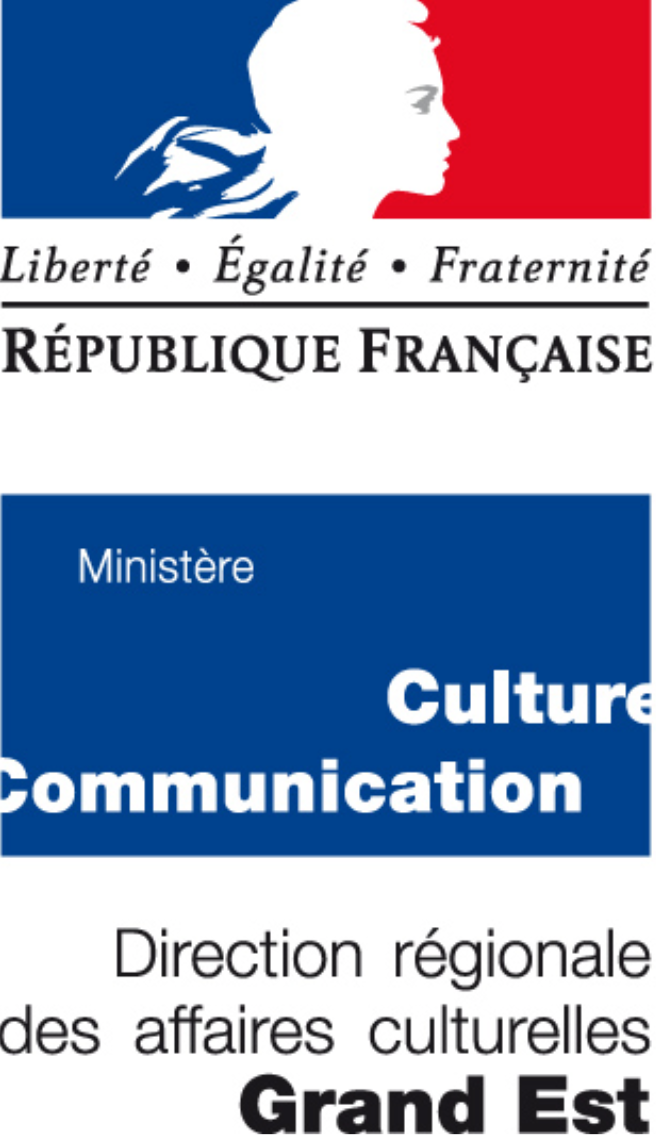 Liberté • Égalité • Fraternité
RÉPUBLIQUE FRANÇAISE
Ministère
Culture
Communication
Direction régionale
des affaires culturelles
Grand Est